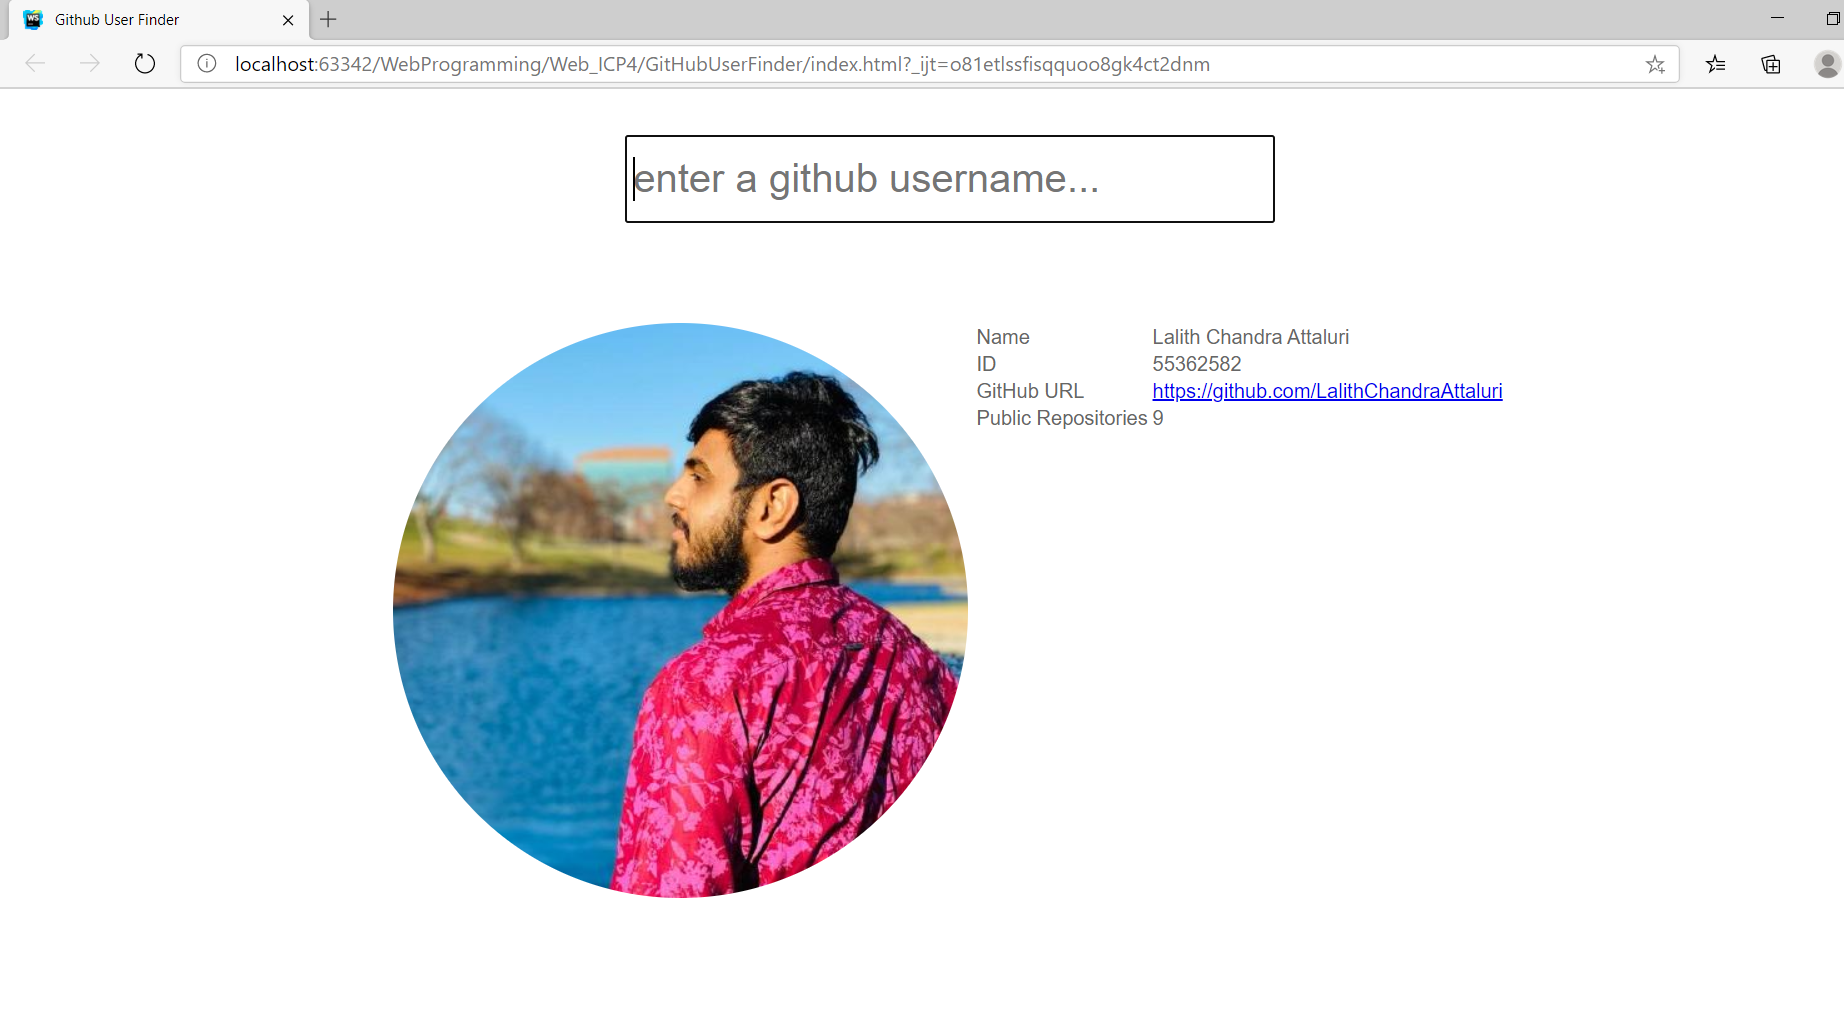 WS
Github User Finder
localhost:63342/WebProgramming/Web_ICP4/GitHubUserFinder/index.html?_ijt=o81etlssfisqquoo8gk4ct2dnm
enter a github username...
Name Lalith Chandra Attaluri
ID 55362582
GitHub URL https://github.com/LalithChandraAttaluri
Public Repositories 9